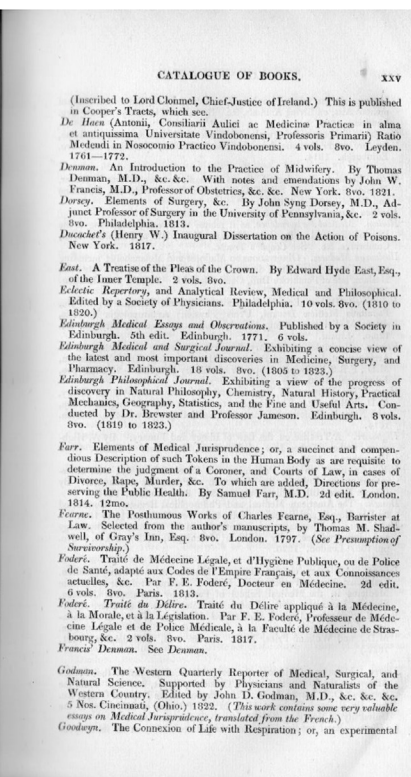 CATALOGUE OF BOOKS. xxv
(Inscribed to Lord Clonmel, Chief-Justice of Ireland.) This is published
in Cooper's Tracts, which see.
De Haen (Antonii, Consiliarii Aulici ac Medicinæ Practicæ in alma
et antiquissima Universitate Vindobonensi, Professoris Primarii) Ratio
Medendi in Nosocomio Practico Vindobonensi. 4 vols. 8vo. Leyden.
1761—1772.
Denman. An Introduction to the Practice of Midwifery. By Thomas
Denman, M.D., &c. &c. With notes and emendations by John W.
Francis, M.D., Professor of Obstetrics, &c. &c. New York. 8vo. 1821.
Dorsey. Elements of Surgery, &c. By John Syng Dorsey, M.D., Ad-
junct Professor of Surgery in the University of Pennsylvania, &c. 2 vols.
8vo. Philadelphia. 1813.
Ducachet's (Henry W.) Inaugural Dissertation on the Action of Poisons.
New York. 1817.
East. A Treatise of the Pleas of the Crown. By Edward Hyde East, Esq.,
of the Inner Temple. 2 vols. 8vo.
Eclectic Repertory, and Analytical Review, Medical and Philosophical.
Edited by a Society of Physicians. Philadelphia. 10 vols. 8vo. (1810 to
1820.)
Edinburgh Medical Essays and Observations. Published by a Society in
Edinburgh. 5th edit. Edinburgh. 1771. 6 vols.
Edinburgh Medical and Surgical Journal. Exhibiting a concise view of
the latest and most important discoveries in Medicine, Surgery, and
Pharmacy. Edinburgh. 18 vols. 8vo. (1805 to 1823.)
Edinburgh Philosophical Journal. Exhibiting a view of the progress of
discovery in Natural Philosophy, Chemistry, Natural History, Practical
Mechanics, Geography, Statistics, and the Fine and Useful Arts. Con-
ducted by Dr. Brewster and Professor Jameson. Edinburgh. 8 vols.
8vo. (1819 to 1823.)
Farr. Elements of Medical Jurisprudence; or, a succinct and compen-
dious Description of such Tokens in the Human Body as are requisite to
determine the judgment of a Coroner, and Courts of Law, in cases of
Divorce, Rape, Murder, &c. To which are added, Directions for pre-
serving the Public Health. By Samuel Farr, M.D. 2d edit. London.
1814. 12mo.
Fearne. The Posthumous Works of Charles Fearne, Esq., Barrister at
Law. Selected from the author's manuscripts, by Thomas M. Shad-
well, of Gray's Inn, Esq. 8vo. London. 1797. (See Presumption of
Survivorship.)
Foderé. Traité de Médecine Légale, et d'Hygiène Publique, ou de Police
de Santé, adapté aux Codes de l'Empire Français, et aux Connoissances
actuelles, &c. Par F. E. Foderé, Docteur en Médecine. 2d edit.
6 vols. 8vo. Paris. 1813.
Foderé. Traité du Délire. Traité du Délire appliqué à la Médecine,
à la Morale, et à la Législation. Par F. E. Foderé, Professeur de Méde-
cine Légale et de Police Médicale, à la Faculté de Médecine de Stras-
bourg, &c. 2 vols. 8vo. Paris. 1817.
Francis' Denman. See Denman.
Godman. The Western Quarterly Reporter of Medical, Surgical, and
Natural Science. Supported by Physicians and Naturalists of the
Western Country. Edited by John D. Godman, M.D., &c. &c. &c.
5 Nos. Cincinnati, (Ohio.) 1822. (This work contains some very valuable
essays on Medical Jurisprudence, translated from the French.)
Goodwyn. The Connexion of Life with Respiration; or, an experimental